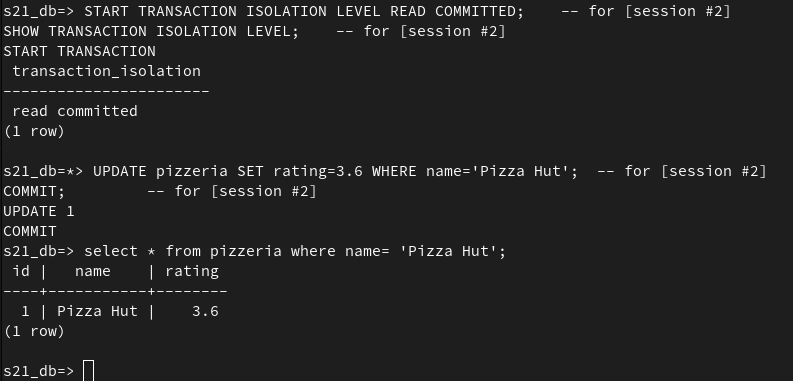 s21_db=> START TRANSACTION ISOLATION LEVEL READ COMMITTED;    -- for [session #2]
SHOW TRANSACTION ISOLATION LEVEL;    -- for [session #2]
START TRANSACTION
 transaction_isolation
-----------------------
 read committed
(1 row)

s21_db=*> UPDATE pizzeria SET rating=3.6 WHERE name='Pizza Hut';  -- for [session #2]
COMMIT;         -- for [session #2]
UPDATE 1
COMMIT
s21_db=> select * from pizzeria where name= 'Pizza Hut';
 id |   name    | rating
----+-----------+--------
  1 | Pizza Hut |    3.6
(1 row)

s21_db=>